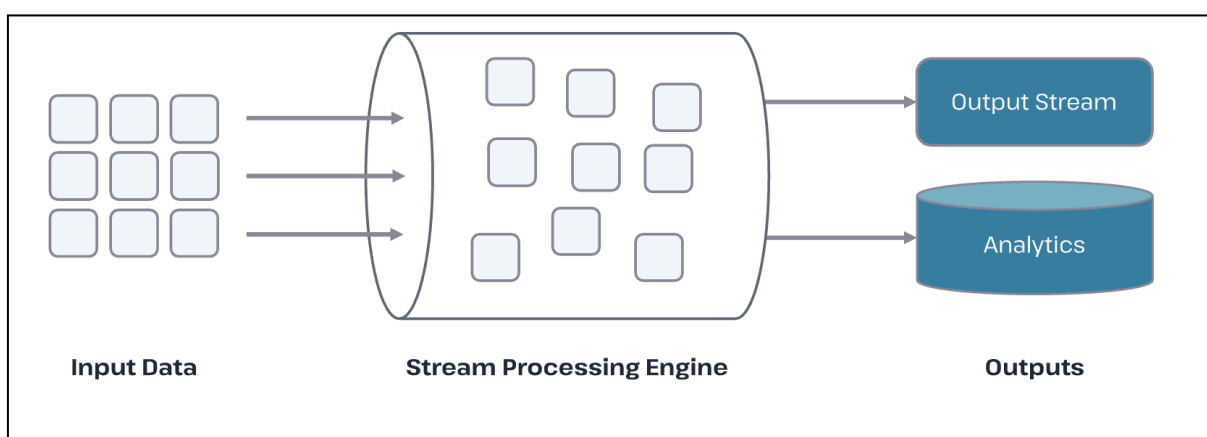 Output Stream
Analytics
Input Data
Stream Processing Engine
Outputs